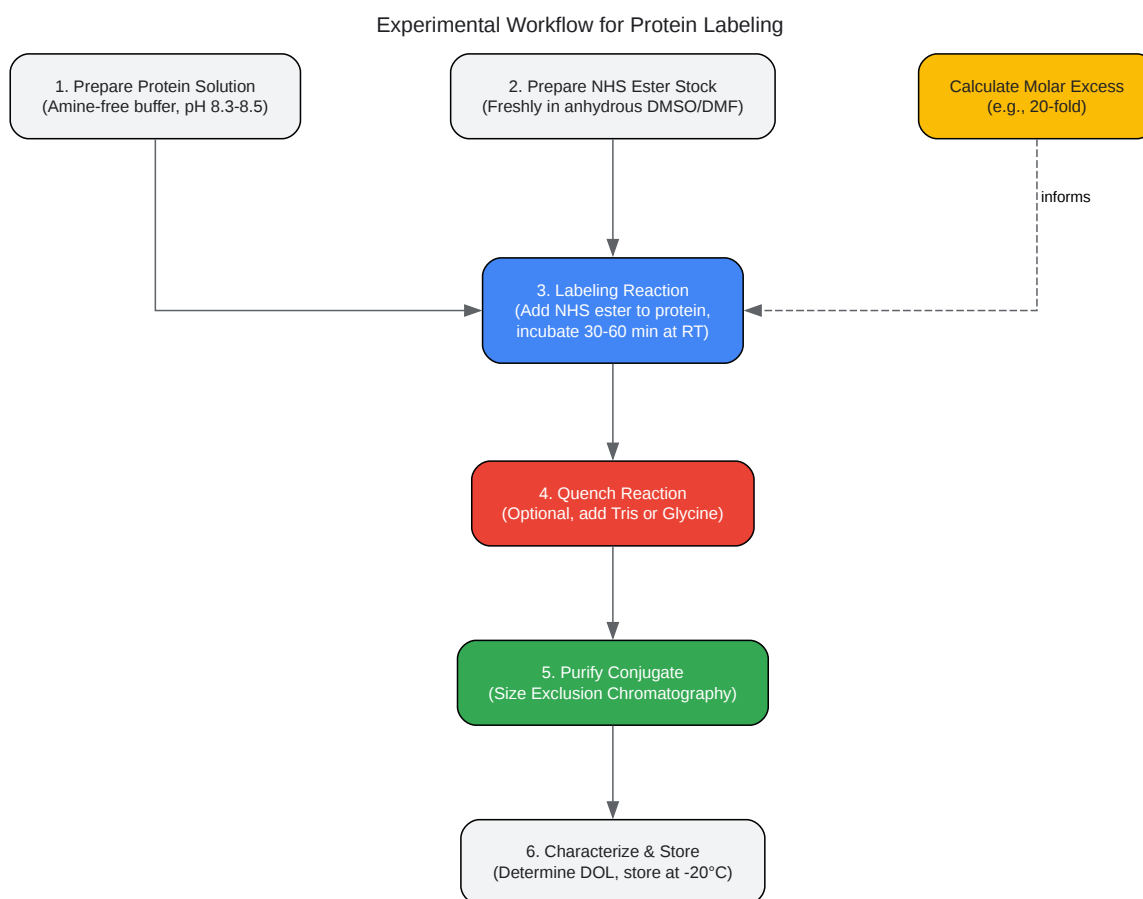 Experimental Workflow for Protein Labeling
1. Prepare Protein Solution
(Amine-free buffer, pH 8.3-8.5)
2. Prepare NHS Ester Stock
(Freshly in anhydrous DMSO/DMF)
Calculate Molar Excess
(e.g., 20-fold)
informs
3. Labeling Reaction
(Add NHS ester to protein,
incubate 30-60 min at RT)
4. Quench Reaction
(Optional, add Tris or Glycine)
5. Purify Conjugate
(Size Exclusion Chromatography)
6. Characterize & Store
(Determine DOL, store at -20°C)